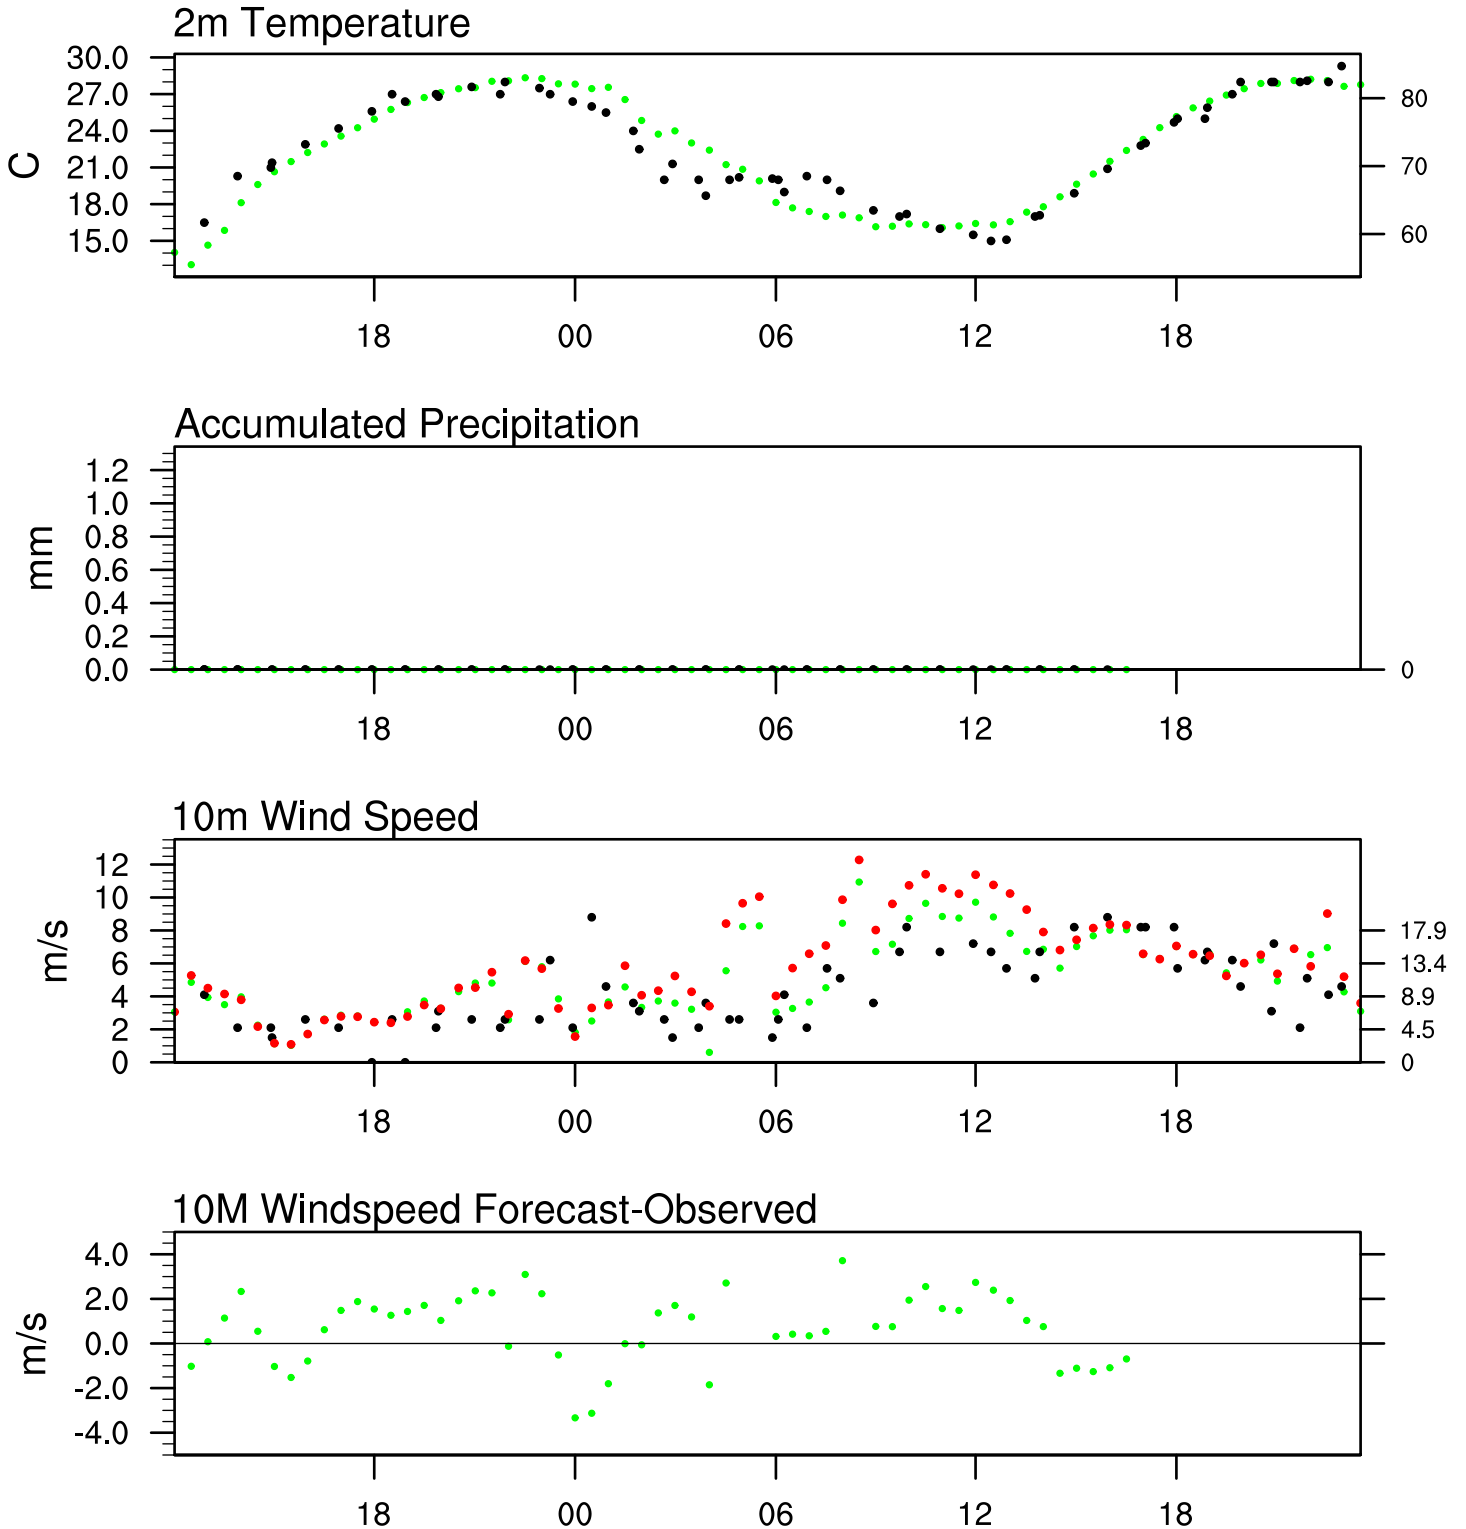 2m Temperature
30.0
27.0
24.0
21.0
18.0
15.0
C
80
70
60
18 00 06 12 18
Accumulated Precipitation
1.2
1.0
0.8
0.6
0.4
0.2
0.0
mm
0
18 00 06 12 18
10m Wind Speed
12
10
8
6
4
2
0
m/s
17.9
13.4
8.9
4.5
0
18 00 06 12 18
10M Windspeed Forecast-Observed
4.0
2.0
0.0
-2.0
-4.0
m/s
18 00 06 12 18